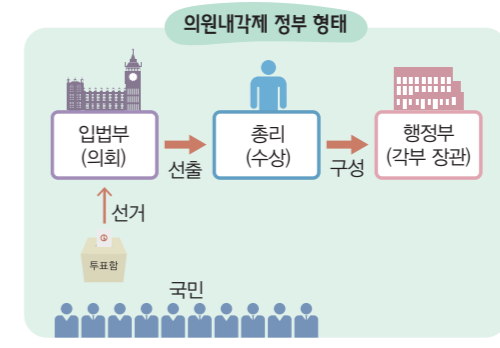 의원내각제 정부 형태
입법부
(의회)
선출
총리
(수상)
구성
행정부
(각부 장관)
선거
투표함
국민